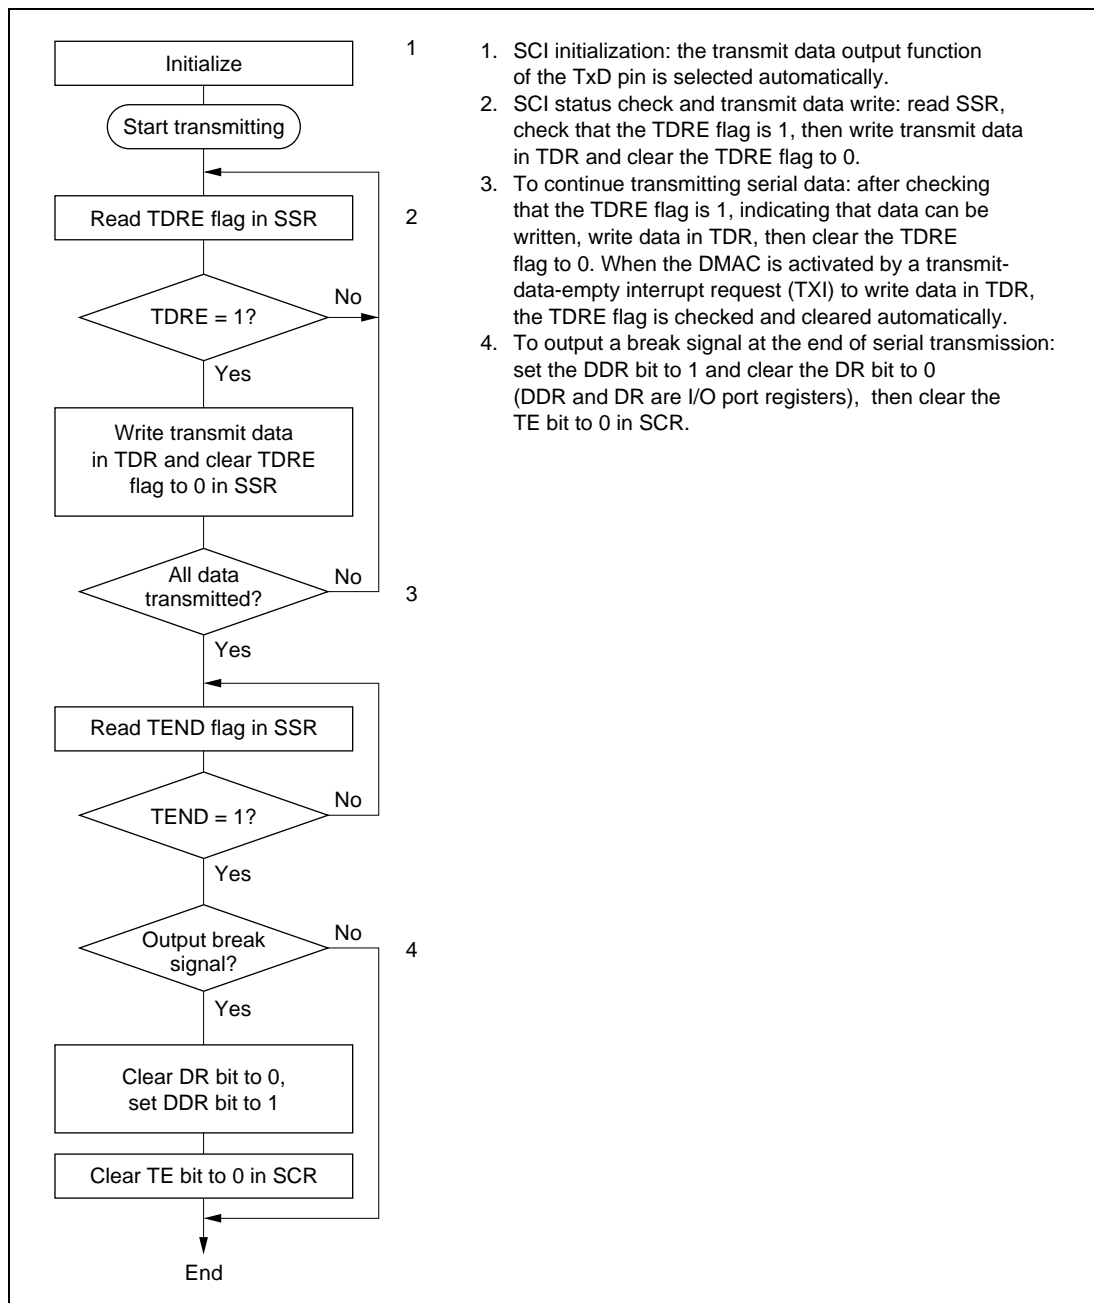 Initialize
1
Start transmitting
Read TDRE flag in SSR
2
TDRE = 1?
No
Yes
Write transmit data
in TDR and clear TDRE
flag to 0 in SSR
All data
transmitted?
No
3
Yes
Read TEND flag in SSR
TEND = 1?
No
Yes
Output break
signal?
No
4
Yes
Clear DR bit to 0,
set DDR bit to 1
Clear TE bit to 0 in SCR
End
1. SCI initialization: the transmit data output function
of the TxD pin is selected automatically.
2. SCI status check and transmit data write: read SSR,
check that the TDRE flag is 1, then write transmit data
in TDR and clear the TDRE flag to 0.
3. To continue transmitting serial data: after checking
that the TDRE flag is 1, indicating that data can be
written, write data in TDR, then clear the TDRE
flag to 0. When the DMAC is activated by a transmit-
data-empty interrupt request (TXI) to write data in TDR,
the TDRE flag is checked and cleared automatically.
4. To output a break signal at the end of serial transmission:
set the DDR bit to 1 and clear the DR bit to 0
(DDR and DR are I/O port registers), then clear the
TE bit to 0 in SCR.